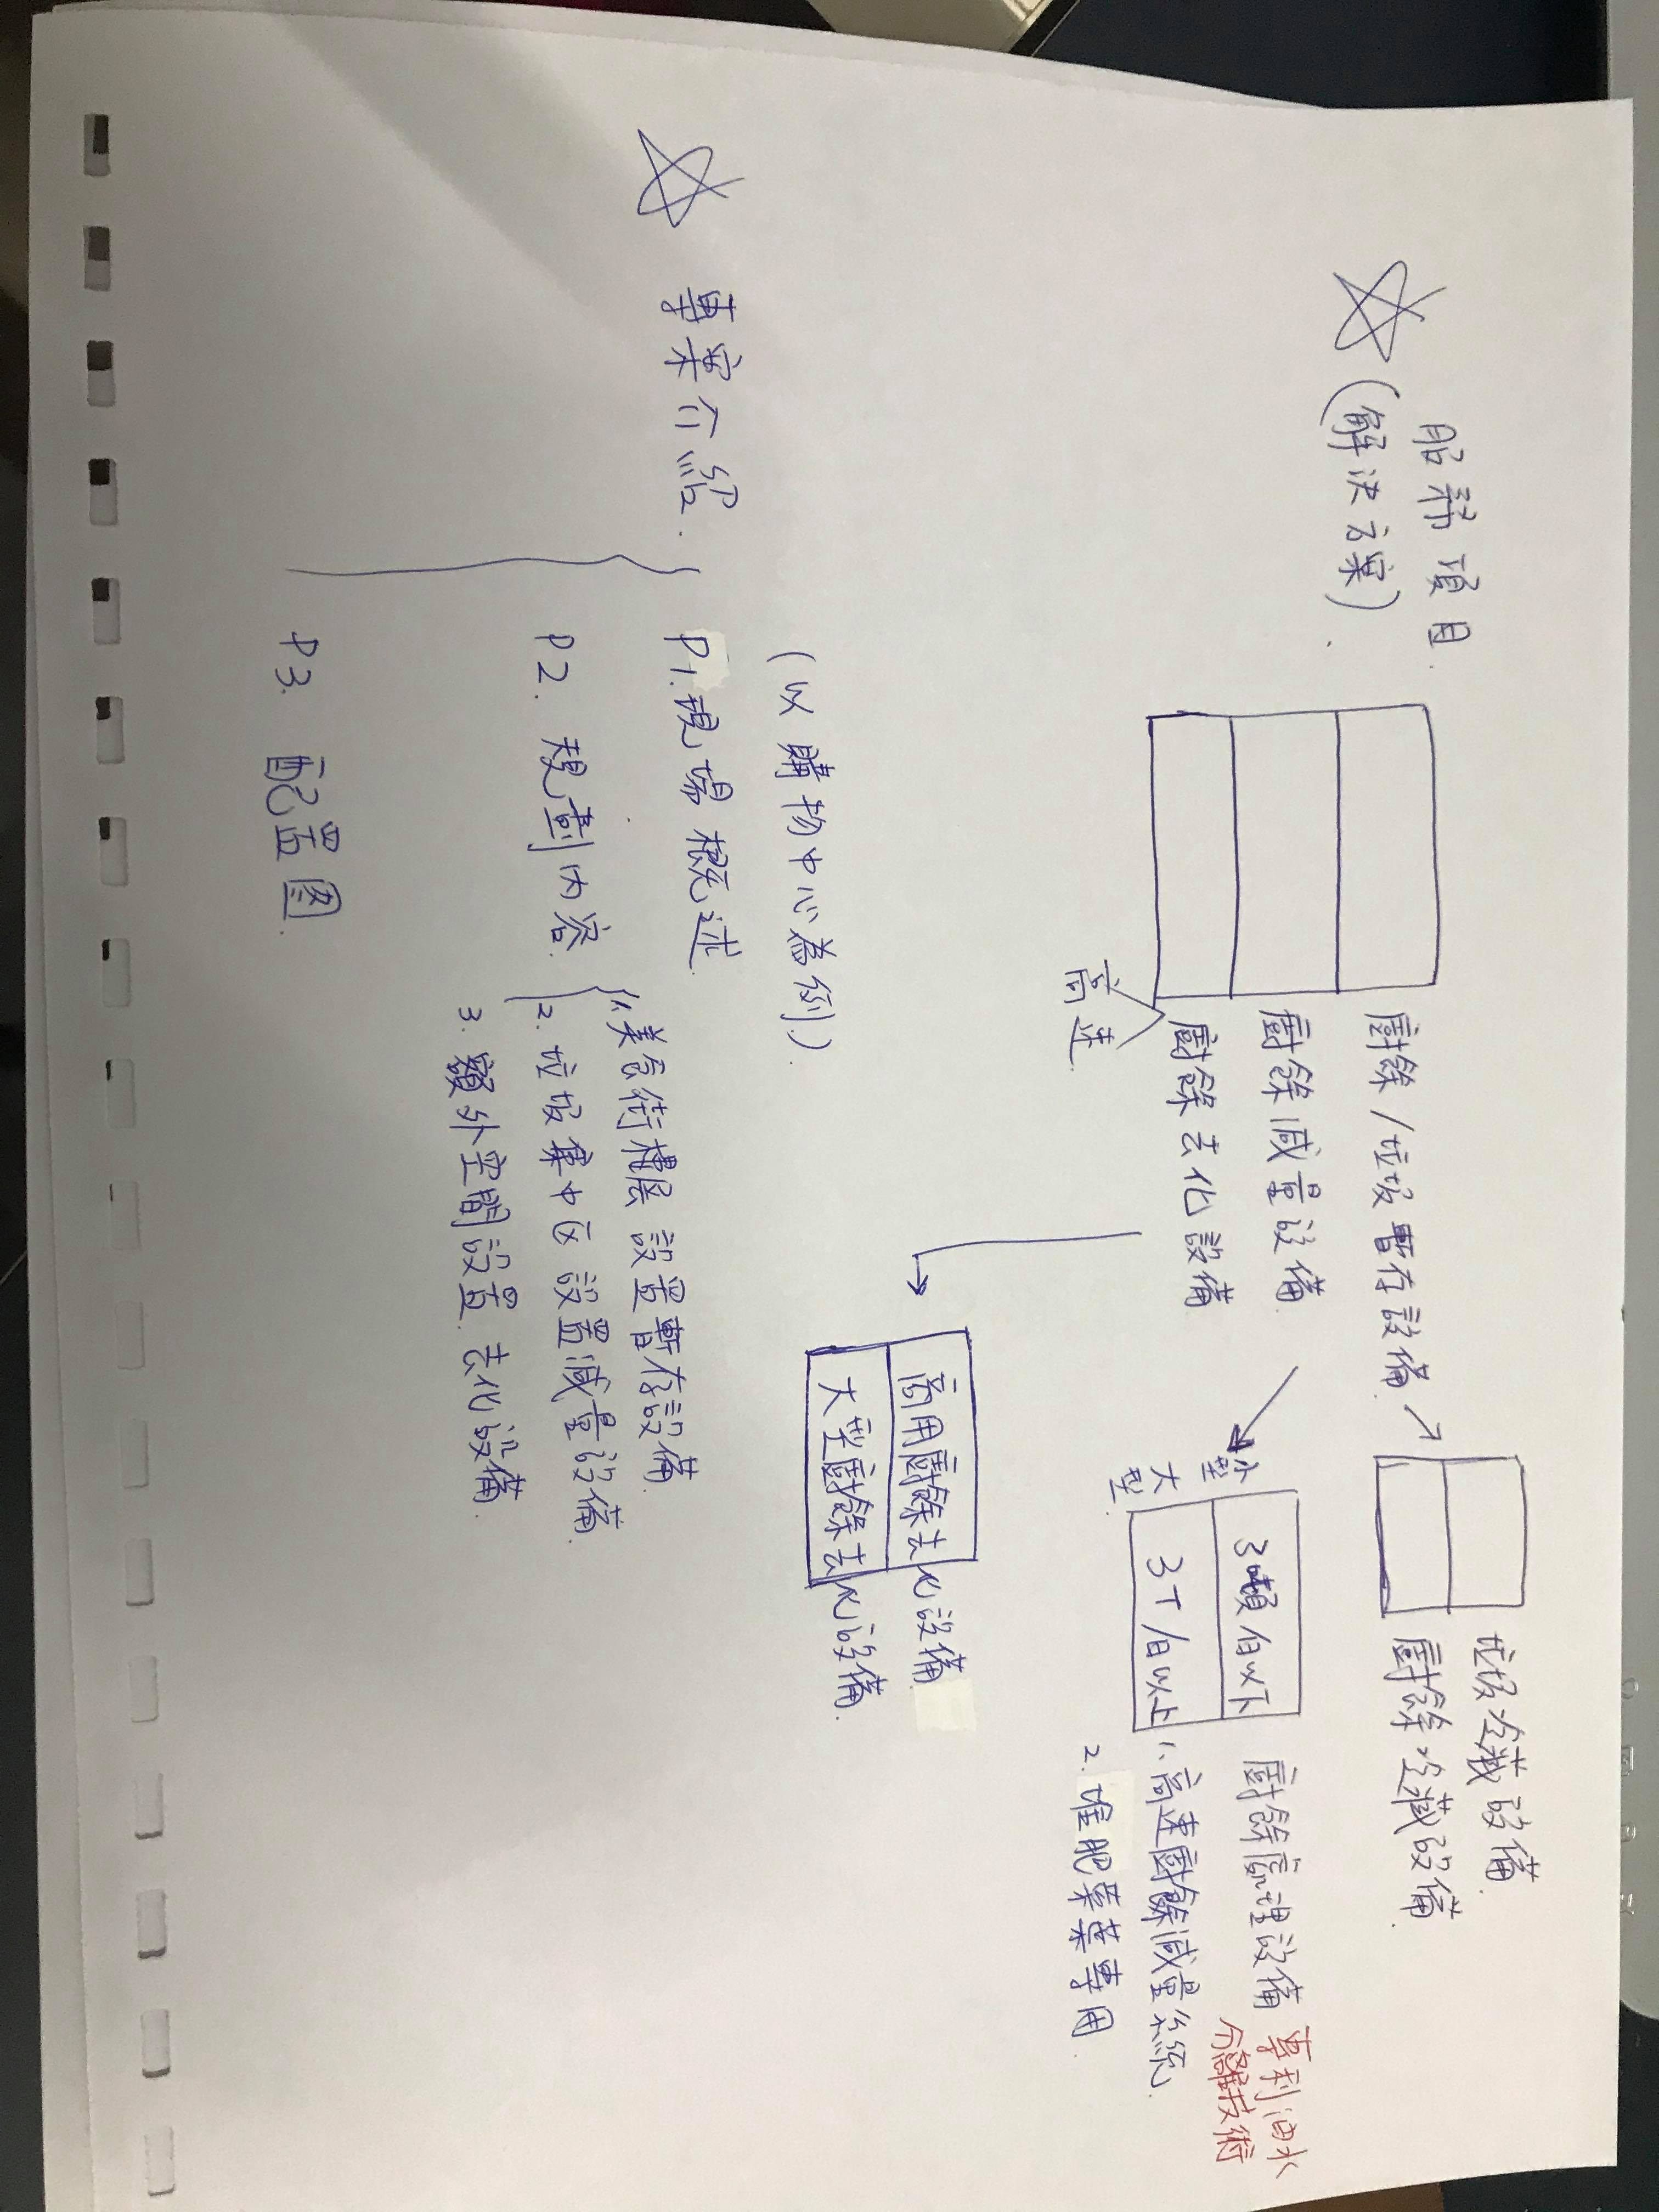 服務項目.
(解決方案).
廚餘/垃圾暫存設備.
廚餘減量設備.
廚餘去化設備
高速.
垃圾冷藏設備.
廚餘冷藏設備.
小型
3噸/日以下
廚餘處理設備
專利油水
分離技術
大型.
3T/日以上
1.高速廚餘減量系統.
2.堆肥菜葉專用.
商用廚餘去化設備
大型廚餘去化設備.
(以購物中心為例).
專案介紹.
P1.現場概述.
P2.規劃內容.
1.美食街樓层設置暫存設備.
2.垃圾集中区設置減量設備.
3.額外空間設置.去化設備.
P3.配置图.